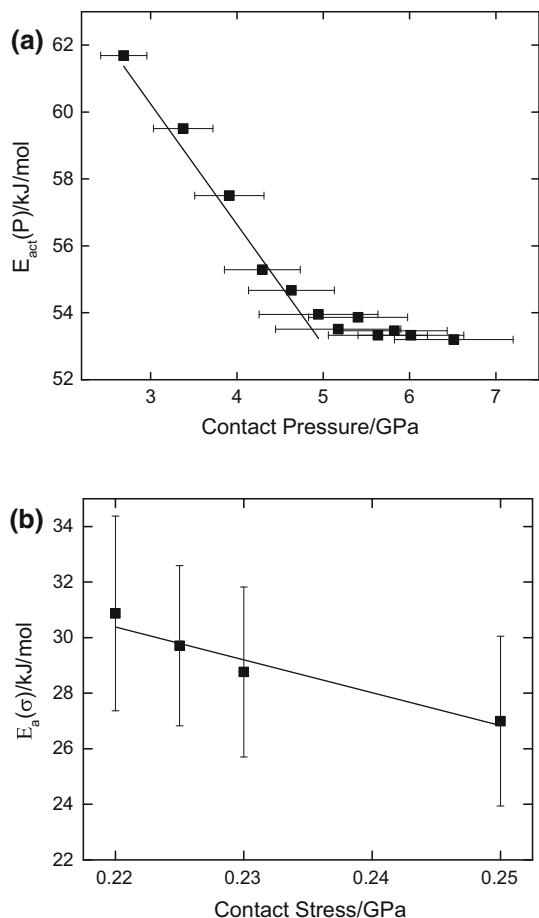 (a)
62
60
58
56
54
52
E_act(P)/kJ/mol
3 4 5 6 7
Contact Pressure/GPa
(b)
34
32
30
28
26
24
22
E_a(σ)/kJ/mol
0.22 0.23 0.24 0.25
Contact Stress/GPa